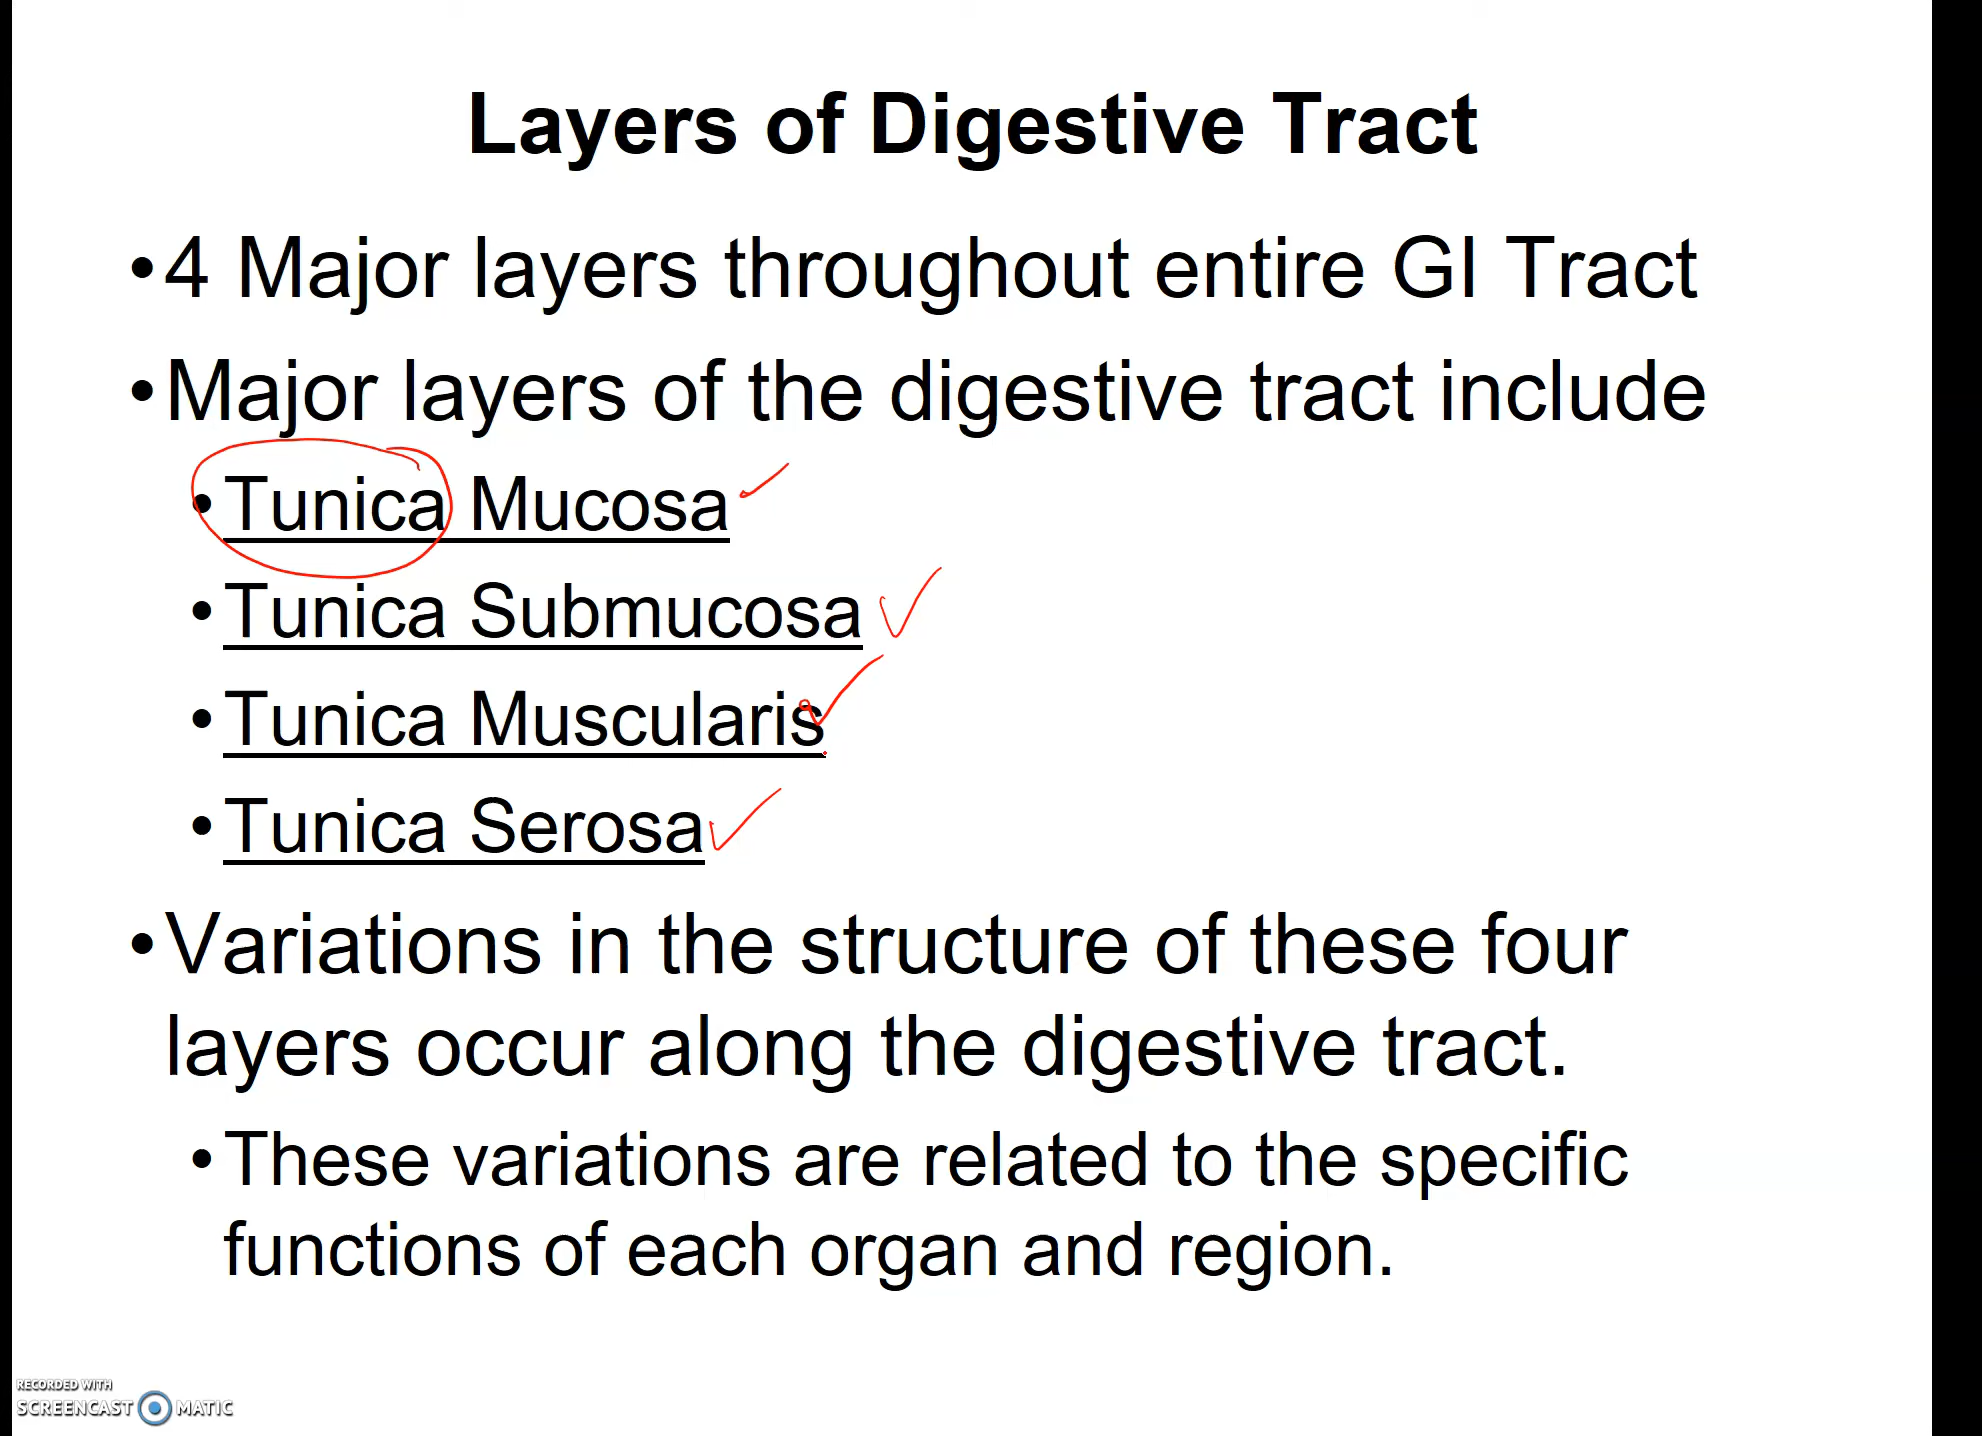 Layers of Digestive Tract
•4 Major layers throughout entire GI Tract
•Major layers of the digestive tract include
•Tunica Mucosa
•Tunica Submucosa
•Tunica Muscularis
•Tunica Serosa
•Variations in the structure of these four
layers occur along the digestive tract.
•These variations are related to the specific
functions of each organ and region.
RECORDED WITH
SCREENCAST MATIC